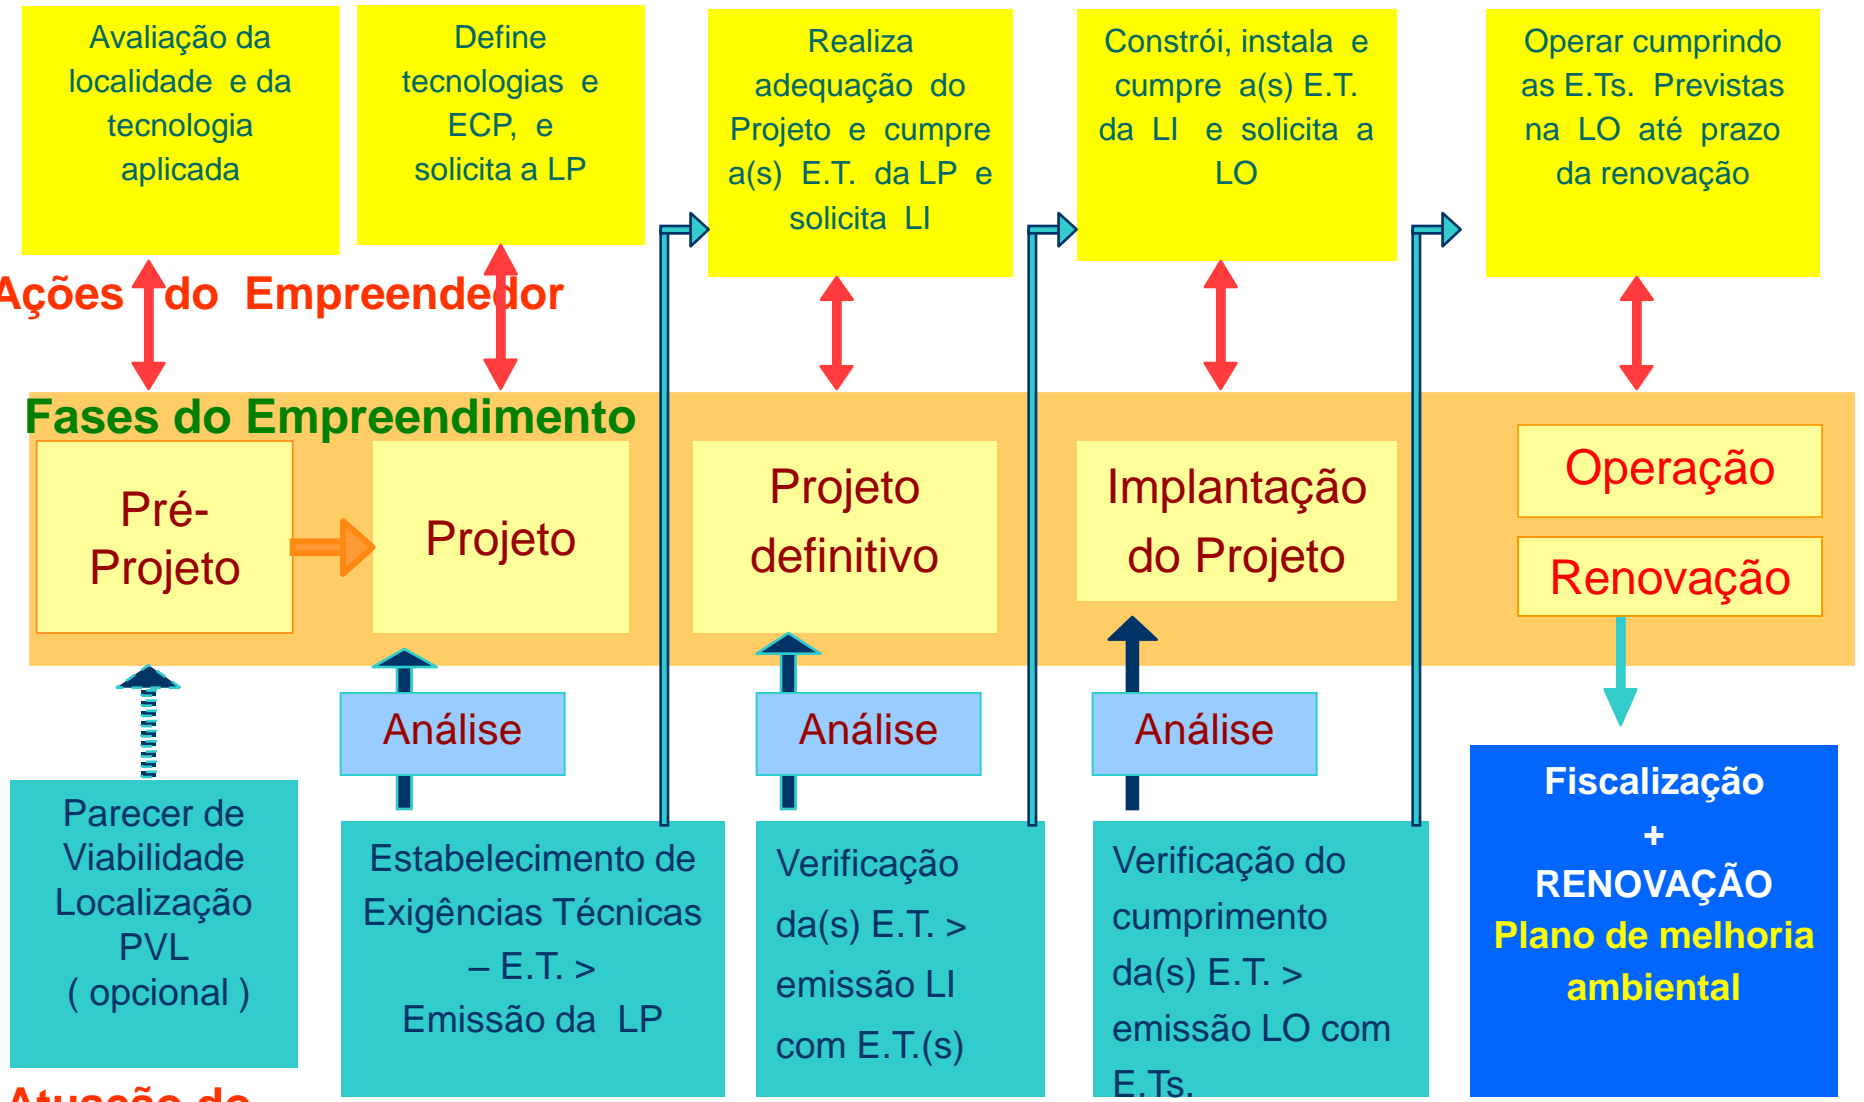 Avaliação da
localidade e da
tecnologia
aplicada
Define
tecnologias e
ECP, e
solicita a LP
Realiza
adequação do
Projeto e cumpre
a(s) E.T. da LP e
solicita LI
Constrói, instala e
cumpre a(s) E.T.
da LI e solicita a
LO
Operar cumprindo
as E.Ts. Previstas
na LO até prazo
da renovação
Ações do Empreendedor
Fases do Empreendimento
Pré-
Projeto
Projeto
Projeto
definitivo
Implantação
do Projeto
Operação
Renovação
Análise
Análise
Análise
Parecer de
Viabilidade
Localização
PVL
( opcional )
Estabelecimento de
Exigências Técnicas
– E.T. >
Emissão da LP
Verificação
da(s) E.T. >
emissão LI
com E.T.(s)
Verificação do
cumprimento
da(s) E.T. >
emissão LO com
E.Ts.
Fiscalização
+
RENOVAÇÃO
Plano de melhoria
ambiental
Atuação do